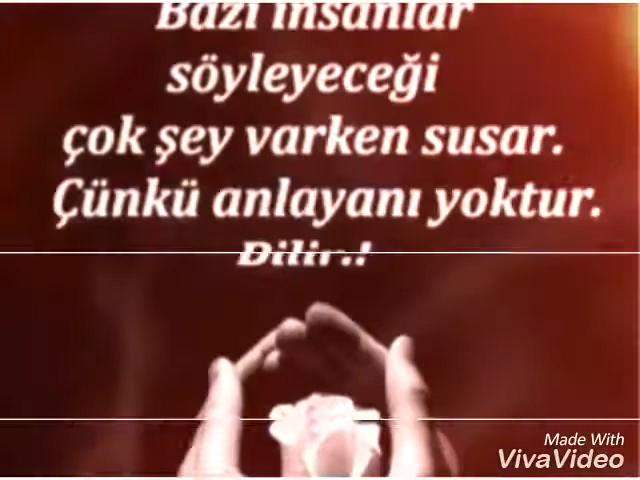 Bazı insanlar
söyleyeceği
çok şey varken susar.
Çünkü anlayanı yoktur.
Made With
VivaVideo